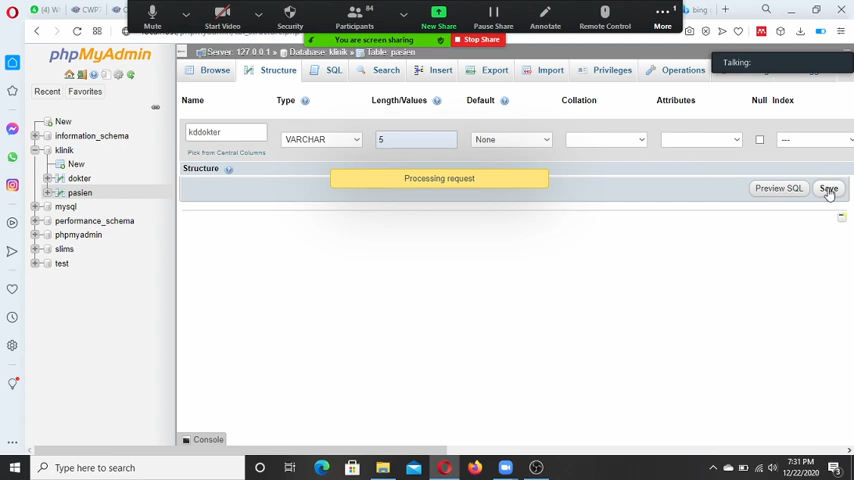 Mute
Start Video
Security
84
Participants
New Share
Pause Share
Annotate
Remote Control
1
More
bing
You are screen sharing
Stop Share
Talking:
phpMyAdmin
Server: 127.0.0.1 » Database: klinik » Table: pasien
Browse
Structure
SQL
Search
Insert
Export
Import
Privileges
Operations
Recent
Favorites
Name
Type
Length/Values
Default
Collation
Attributes
Null
Index
New
information_schema
klinik
New
dokter
pasien
mysql
performance_schema
phpmyadmin
slims
test
kddokter
Pick from Central Columns
VARCHAR
5
None
---
Structure
Processing request
Preview SQL
Save
Console
Type here to search
7:31 PM
12/22/2020
3